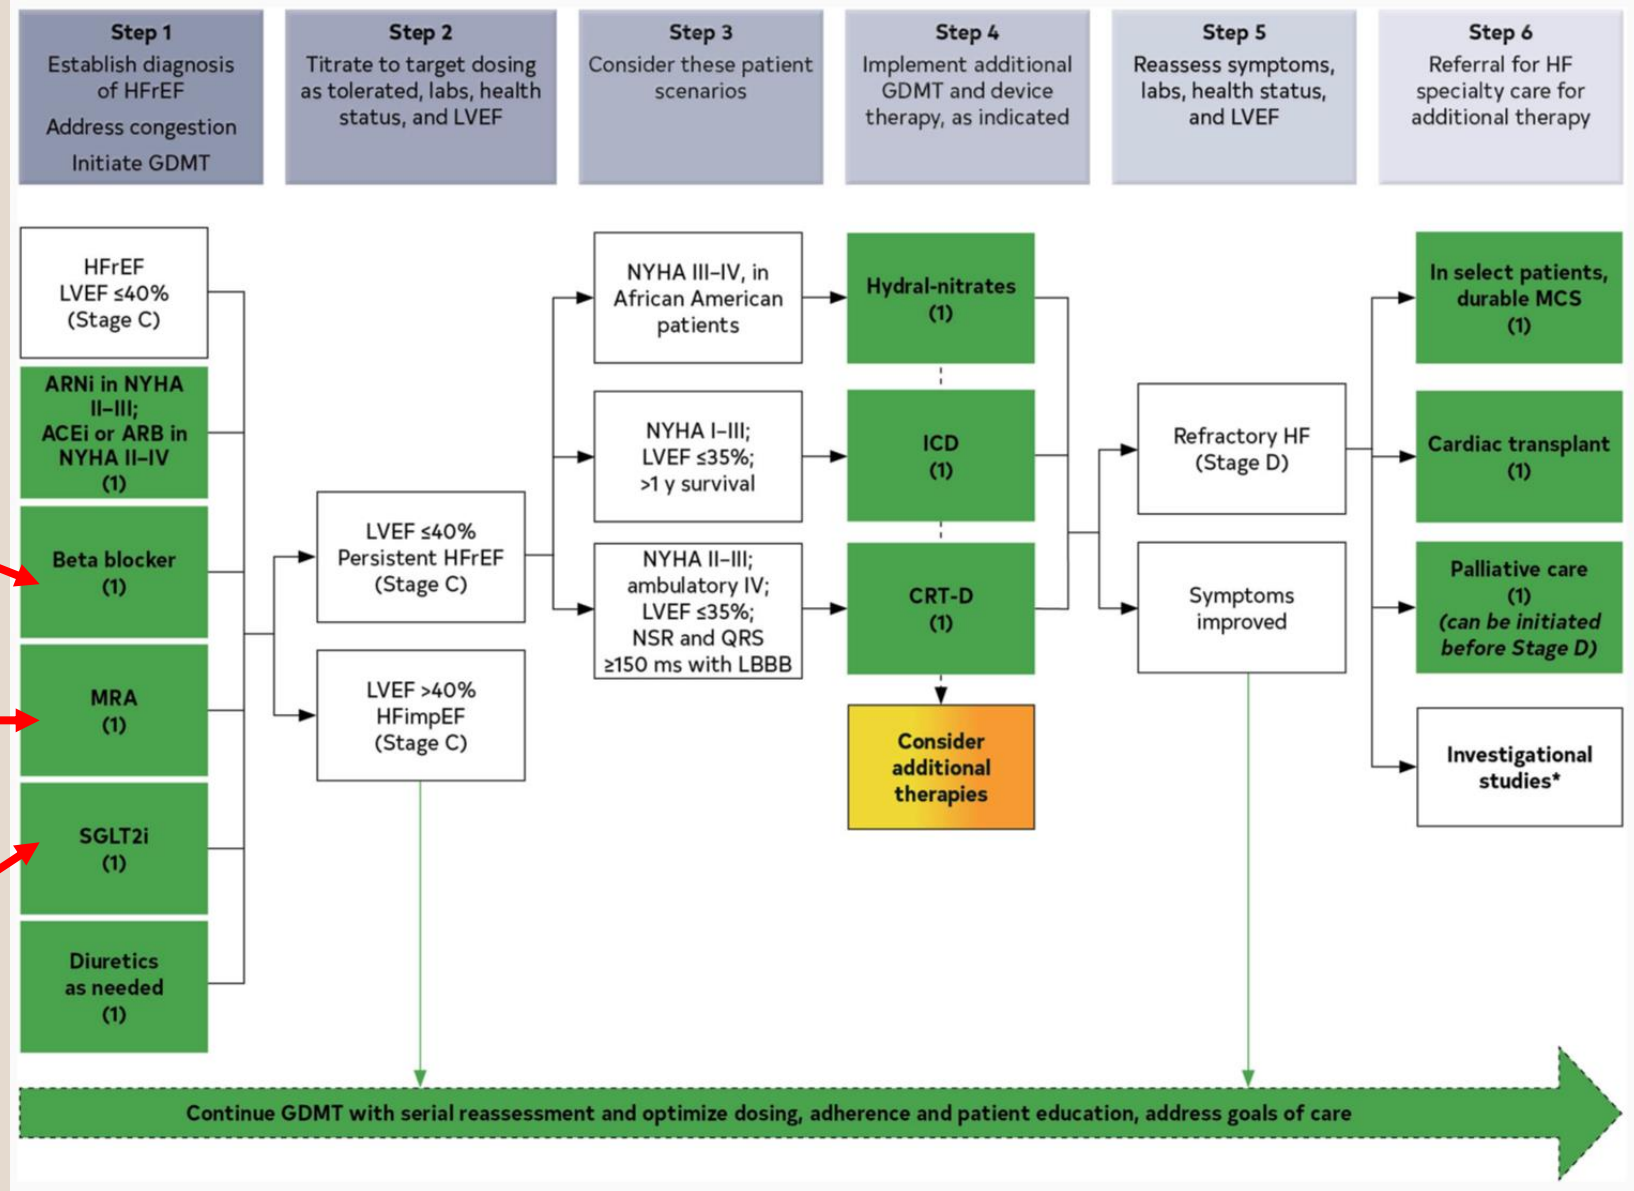 Step 1
Establish diagnosis
of HFrEF
Address congestion
Initiate GDMT
Step 2
Titrate to target dosing
as tolerated, labs, health
status, and LVEF
Step 3
Consider these patient
scenarios
Step 4
Implement additional
GDMT and device
therapy, as indicated
Step 5
Reassess symptoms,
labs, health status,
and LVEF
Step 6
Referral for HF
specialty care for
additional therapy
HFrEF
LVEF ≤40%
(Stage C)
ARNi in NYHA
II–III;
ACEi or ARB in
NYHA II–IV
(1)
Beta blocker
(1)
MRA
(1)
SGLT2i
(1)
Diuretics
as needed
(1)
LVEF ≤40%
Persistent HFrEF
(Stage C)
LVEF >40%
HFimpEF
(Stage C)
NYHA III–IV, in
African American
patients
NYHA I–III;
LVEF ≤35%;
>1 y survival
NYHA II–III;
ambulatory IV;
LVEF ≤35%;
NSR and QRS
≥150 ms with LBBB
Hydral-nitrates
(1)
ICD
(1)
CRT-D
(1)
Consider
additional
therapies
Refractory HF
(Stage D)
Symptoms
improved
In select patients,
durable MCS
(1)
Cardiac transplant
(1)
Palliative care
(1)
(can be initiated
before Stage D)
Investigational
studies*
Continue GDMT with serial reassessment and optimize dosing, adherence and patient education, address goals of care